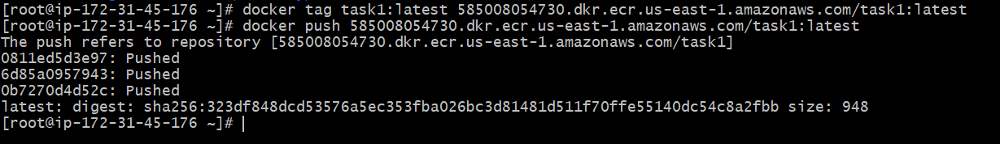 [root@ip-172-31-45-176 ~]# docker tag task1:latest 585008054730.dkr.ecr.us-east-1.amazonaws.com/task1:latest
[root@ip-172-31-45-176 ~]# docker push 585008054730.dkr.ecr.us-east-1.amazonaws.com/task1:latest
The push refers to repository [585008054730.dkr.ecr.us-east-1.amazonaws.com/task1]
0811ed5d3e97: Pushed
6d85a0957943: Pushed
0b7270d4d52c: Pushed
latest: digest: sha256:323df848dcd53576a5ec353fba026bc3d81481d511f70ffe55140dc54c8a2fbb size: 948
[root@ip-172-31-45-176 ~]#